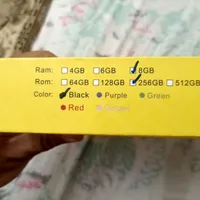 Ram: 4GB 6GB 8GB
Rom: 64GB 128GB 256GB 512GB
Color: Black Purple Green
Red